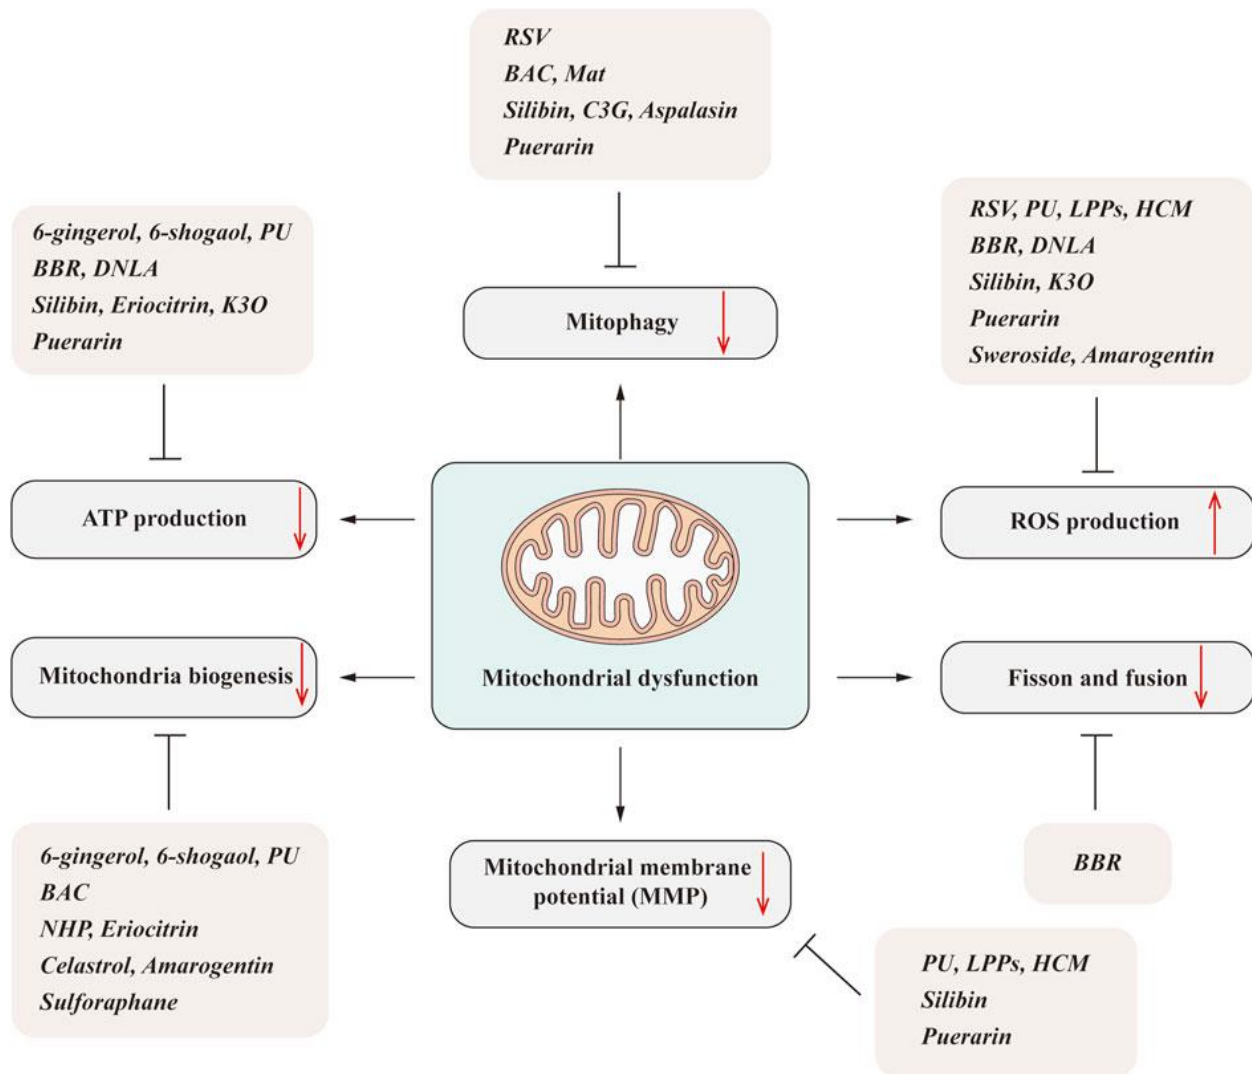 RSV
BAC, Mat
Silibin, C3G, Aspalasin
Puerarin
6-gingerol, 6-shogaol, PU
BBR, DNLA
Silibin, Eriocitrin, K3O
Puerarin
RSV, PU, LPPs, HCM
BBR, DNLA
Silibin, K3O
Puerarin
Sweroside, Amarogentin
Mitophagy
ATP production
ROS production
Mitochondria biogenesis
Mitochondrial dysfunction
Fisson and fusion
6-gingerol, 6-shogaol, PU
BAC
NHP, Eriocitrin
Celastrol, Amarogentin
Sulforaphane
Mitochondrial membrane
potential (MMP)
BBR
PU, LPPs, HCM
Silibin
Puerarin